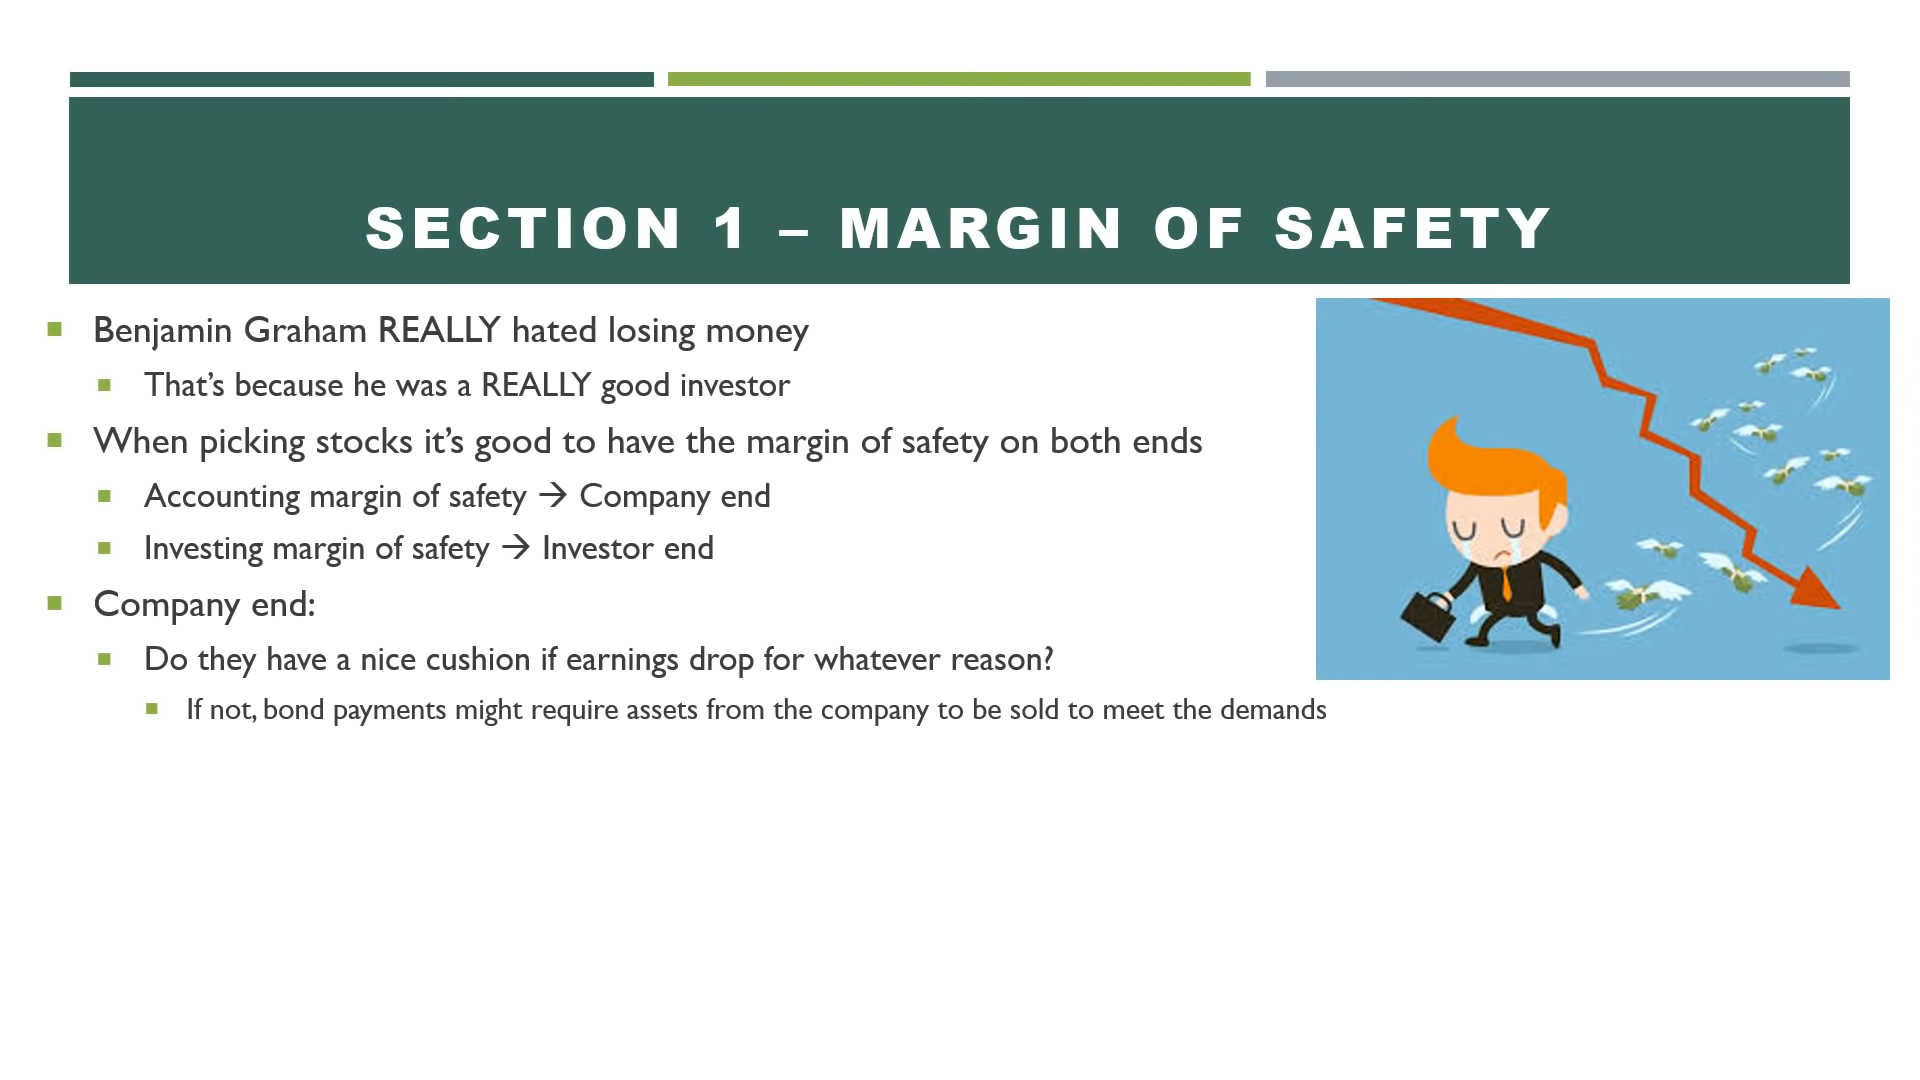 SECTION 1 – MARGIN OF SAFETY
Benjamin Graham REALLY hated losing money
That’s because he was a REALLY good investor
When picking stocks it’s good to have the margin of safety on both ends
Accounting margin of safety → Company end
Investing margin of safety → Investor end
Company end:
Do they have a nice cushion if earnings drop for whatever reason?
If not, bond payments might require assets from the company to be sold to meet the demands